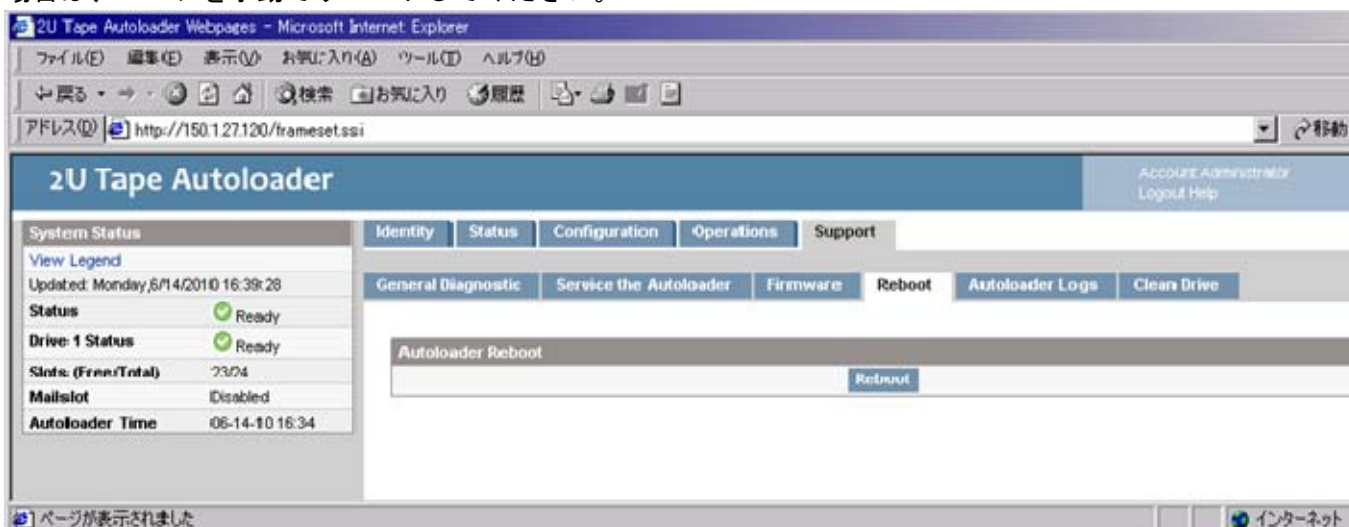 2U Tape Autoloader Webpages - Microsoft Internet Explorer
ファイル(F) 編集(E) 表示(V) お気に入り(A) ツール(T) ヘルプ(H)
戻る 検索 お気に入り 履歴
アドレス(D) http://150.1.27.120/frameset.ssi 移動
2U Tape Autoloader
Account Administrator
Logout Help
System Status
View Legend
Updated: Monday,6/14/2010 16:39:28
Status Ready
Drive 1 Status Ready
Slots (Free/Total) 23/24
Mailslot Disabled
Autoloader Time 06-14-10 16:34
Identity Status Configuration Operations Support
General Diagnostic Service the Autoloader Firmware Reboot Autoloader Logs Clean Drive
Autoloader Reboot
Reboot
ページが表示されました インターネット